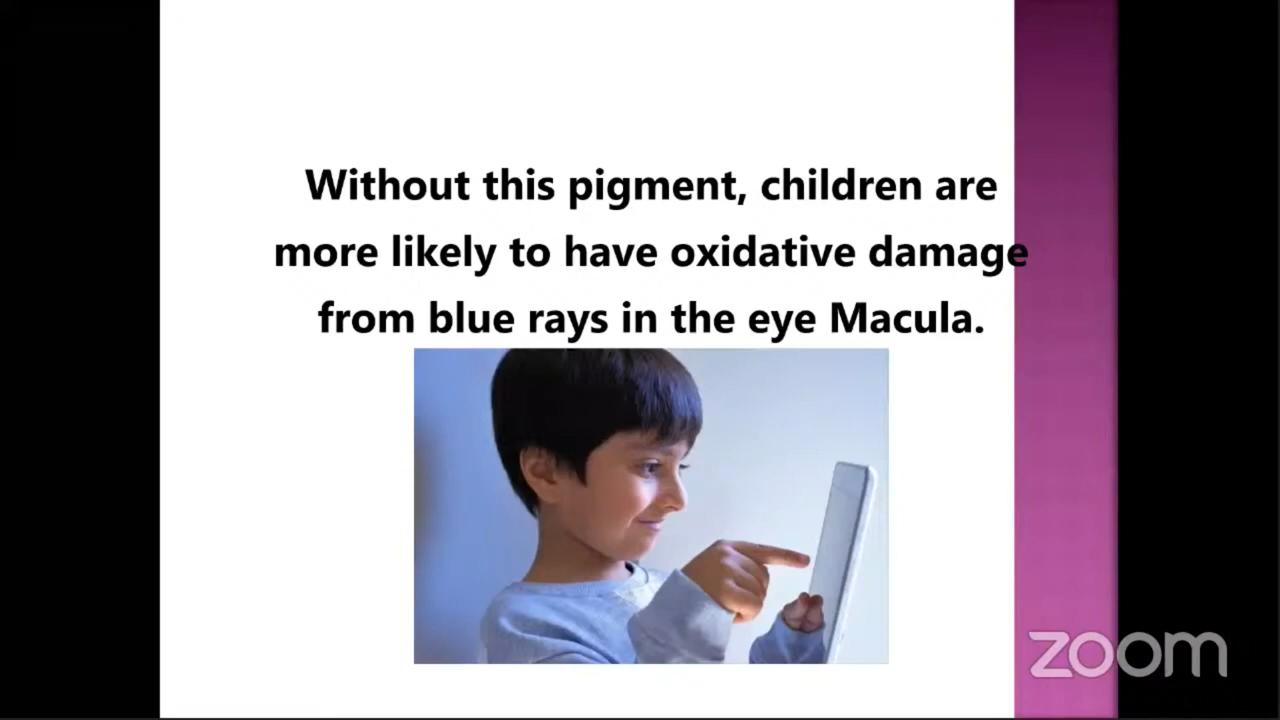 Without this pigment, children are
more likely to have oxidative damage
from blue rays in the eye Macula.
zoom